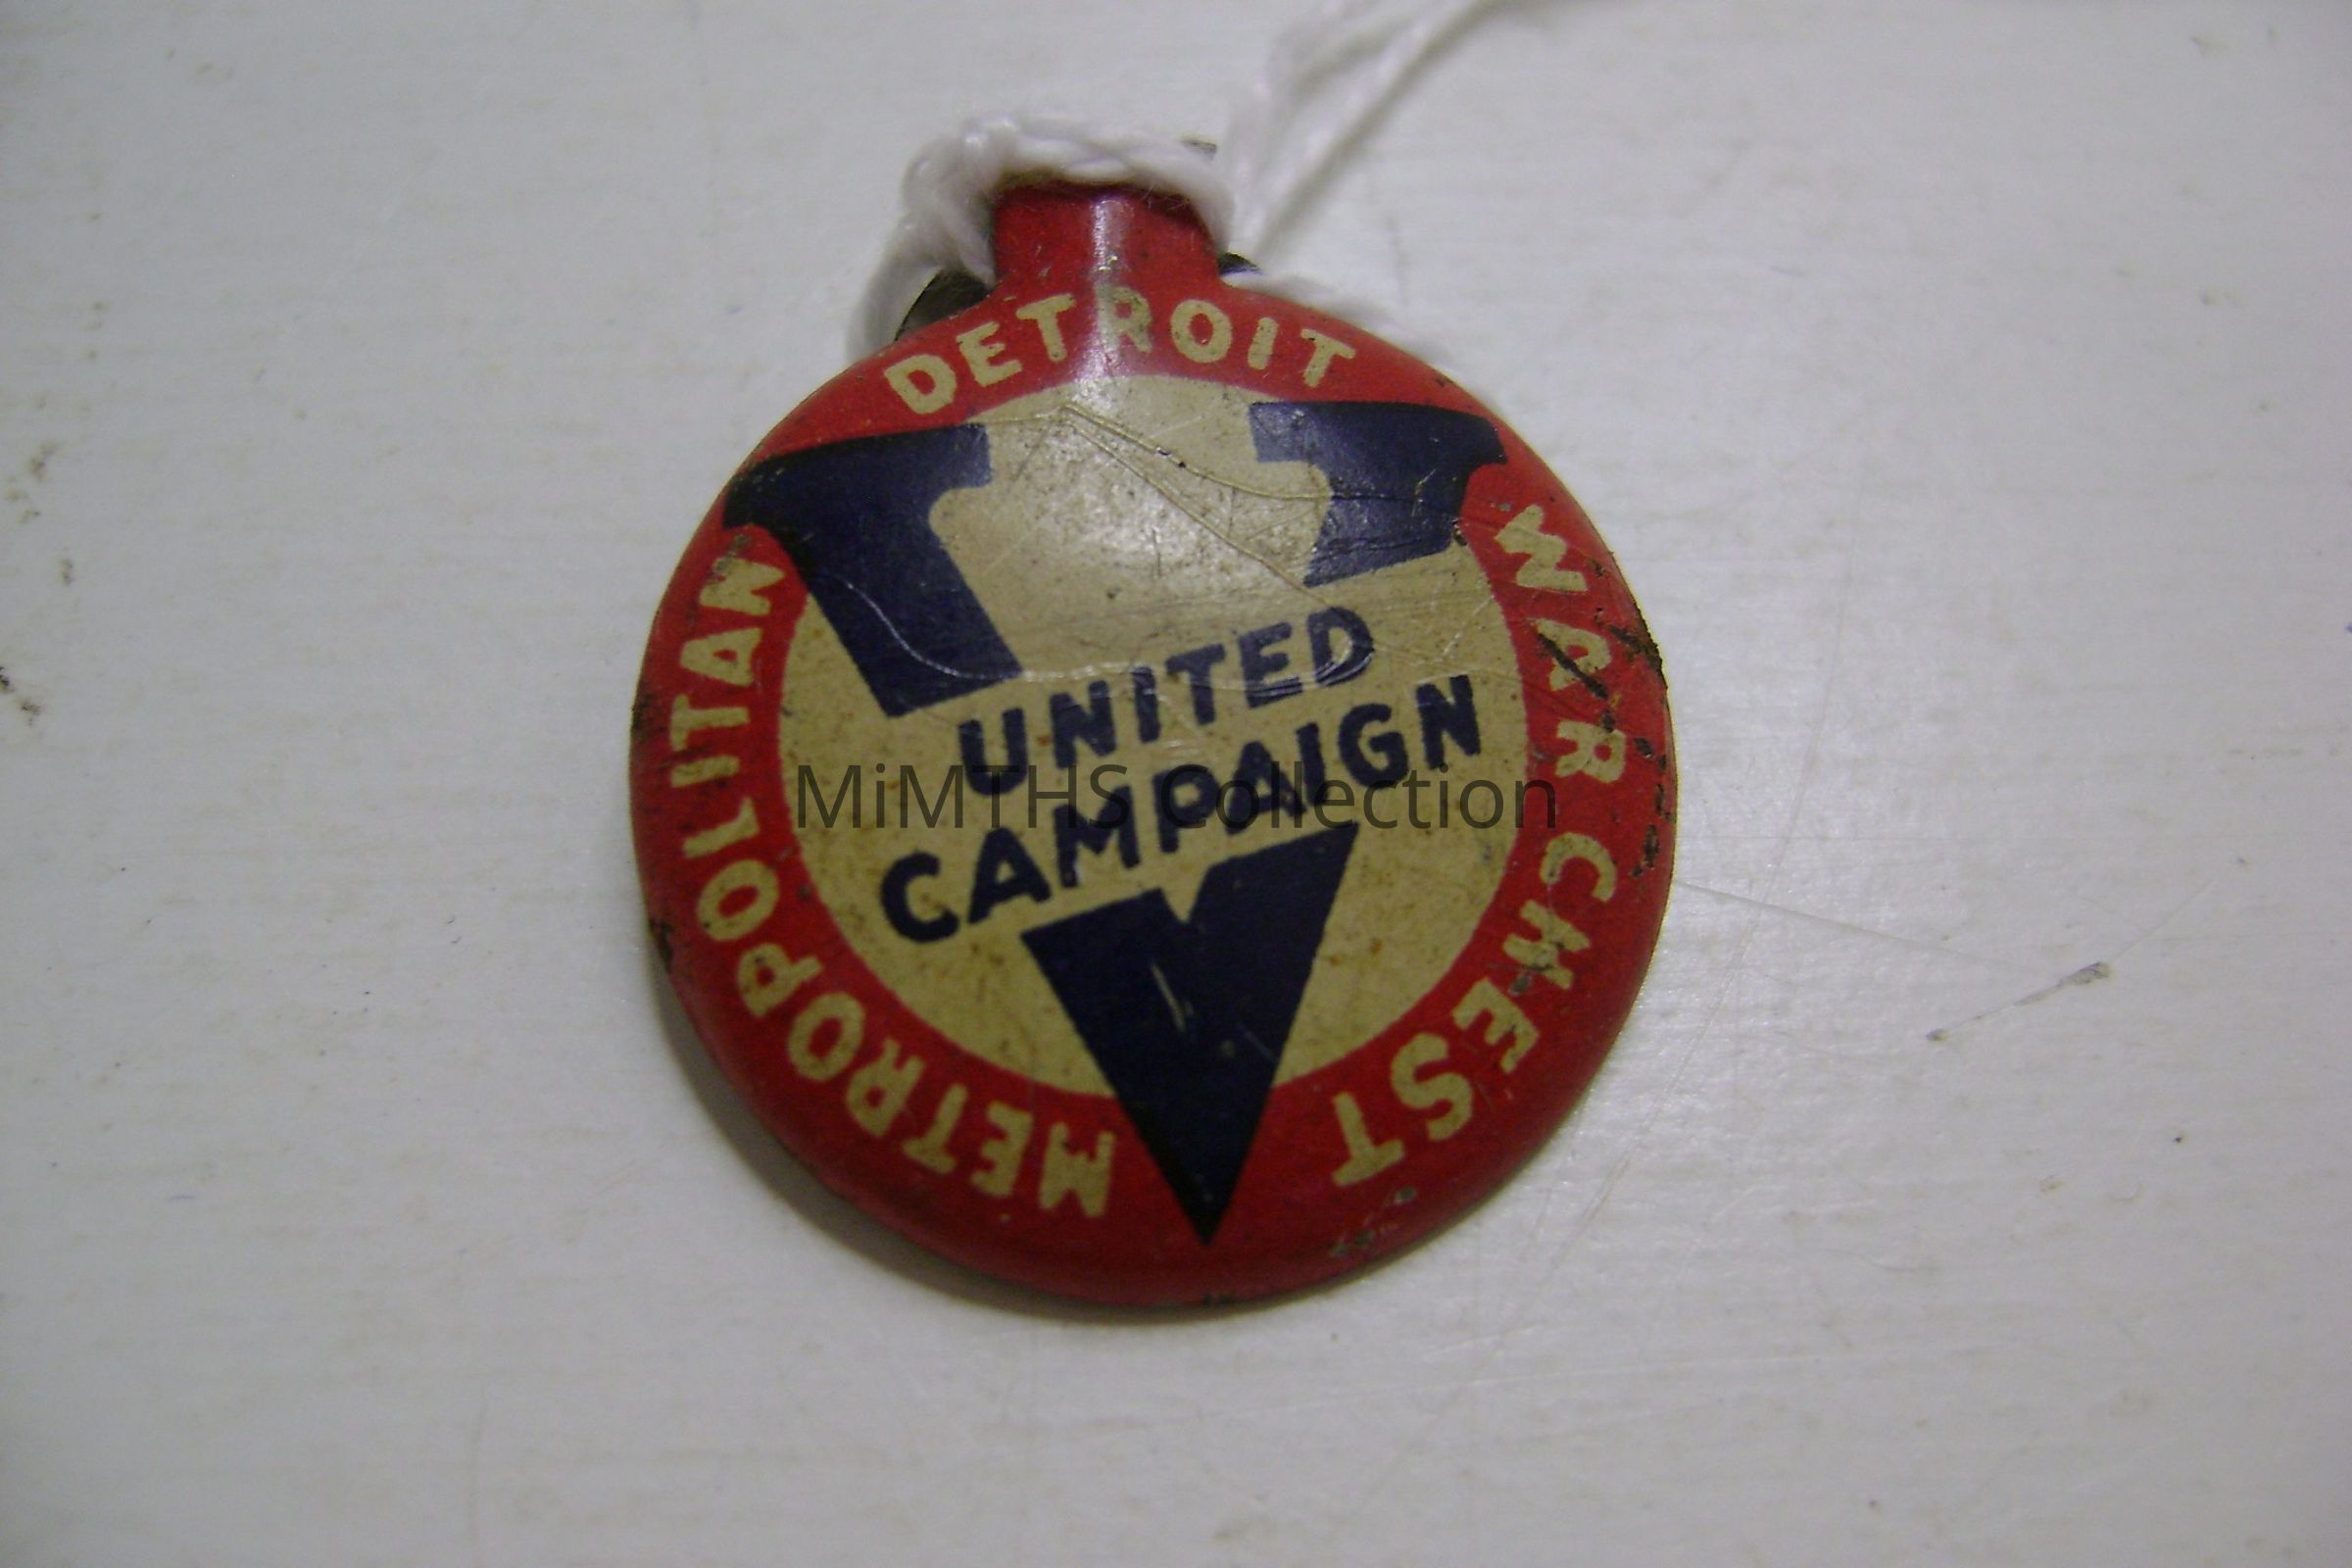 METROPOLITAN DETROIT WAR CHEST
V
UNITED
CAMPAIGN
MiMTHS Collection